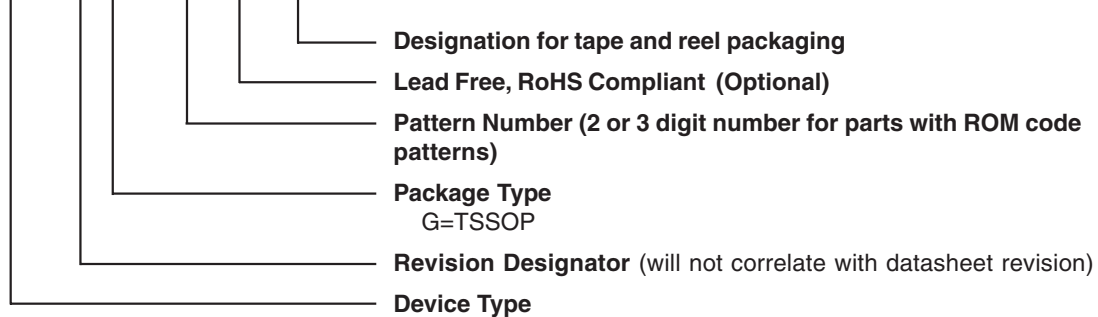 Designation for tape and reel packaging
Lead Free, RoHS Compliant (Optional)
Pattern Number (2 or 3 digit number for parts with ROM code
patterns)
Package Type
G=TSSOP
Revision Designator (will not correlate with datasheet revision)
Device Type